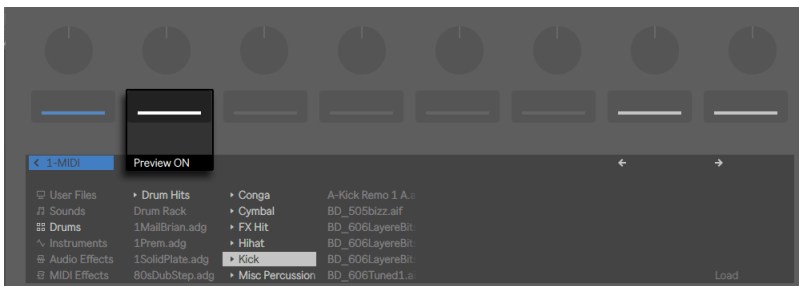 < 1-MIDI Preview ON ← →
User Files ▸ Drum Hits ▸ Conga A-Kick Remo 1 A.a
Sounds Drum Rack ▸ Cymbal BD_505bizz.aif
Drums 1MailBrian.adg ▸ FX Hit BD_606LayereBit
Instruments 1Prem.adg ▸ Hihat BD_606LayereBit
Audio Effects 1SolidPlate.adg ▸ Kick BD_606LayereBit
MIDI Effects 80sDubStep.adg ▸ Misc Percussion BD_606Tuned1.a Load